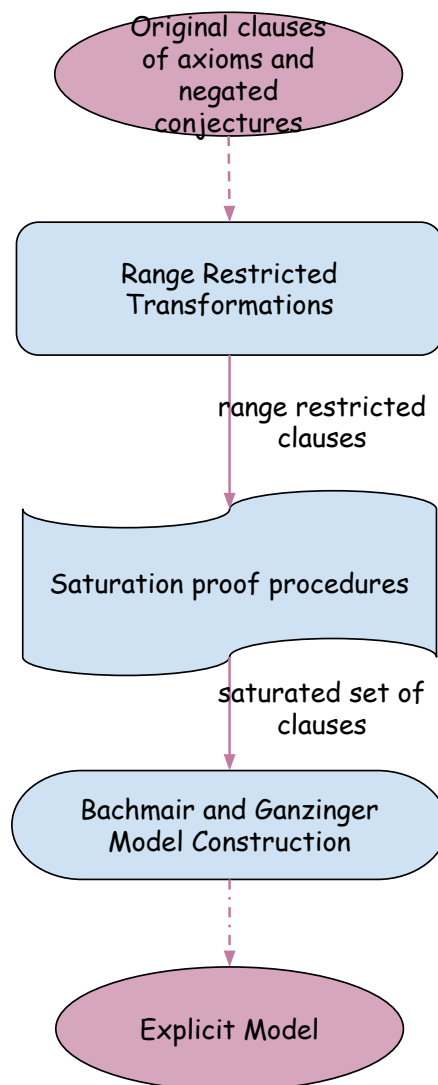 Original clauses
of axioms and
negated
conjectures
Range Restricted
Transformations
range restricted
clauses
Saturation proof procedures
saturated set of
clauses
Bachmair and Ganzinger
Model Construction
Explicit Model